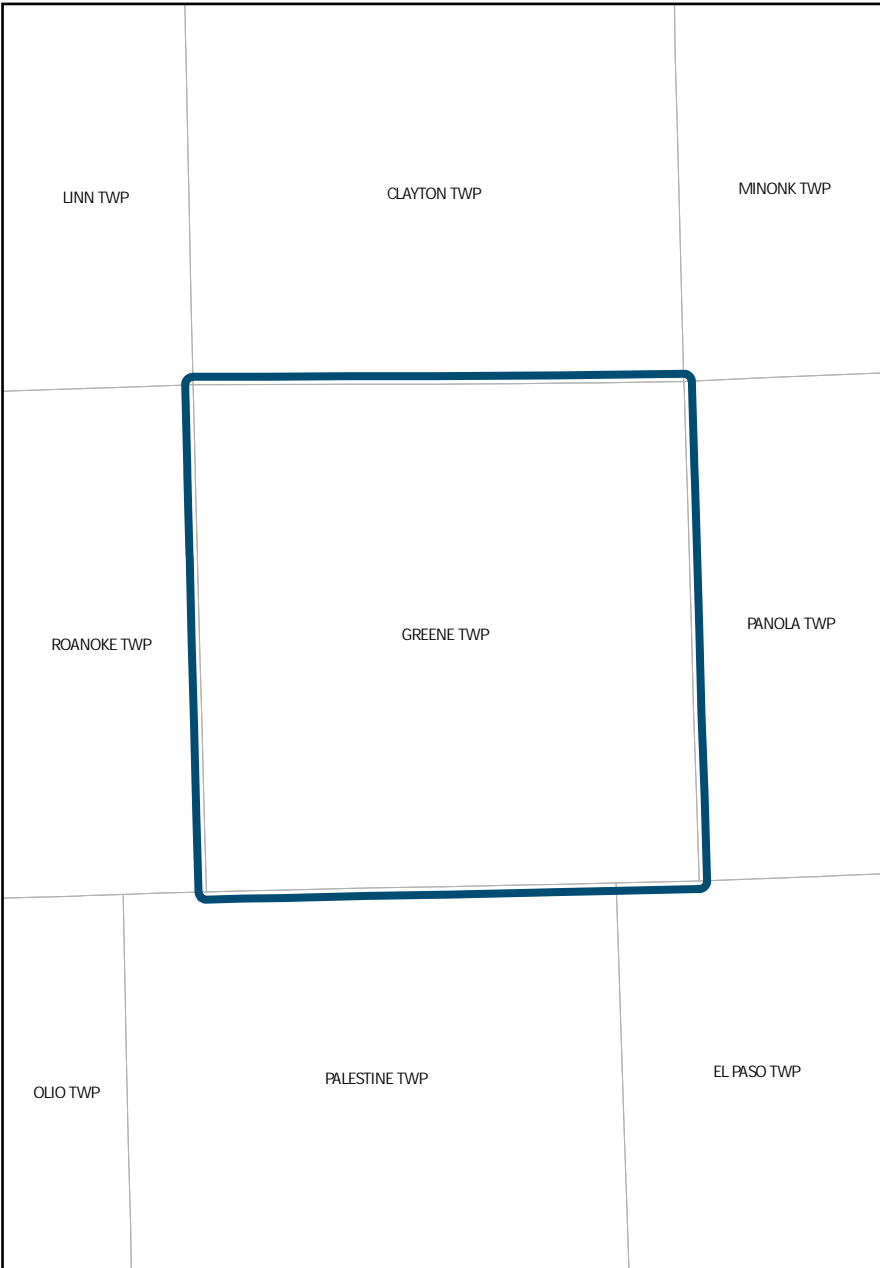 LINN TWP
CLAYTON TWP
MINONK TWP
ROANOKE TWP
GREENE TWP
PANOLA TWP
OLIO TWP
PALESTINE TWP
EL PASO TWP